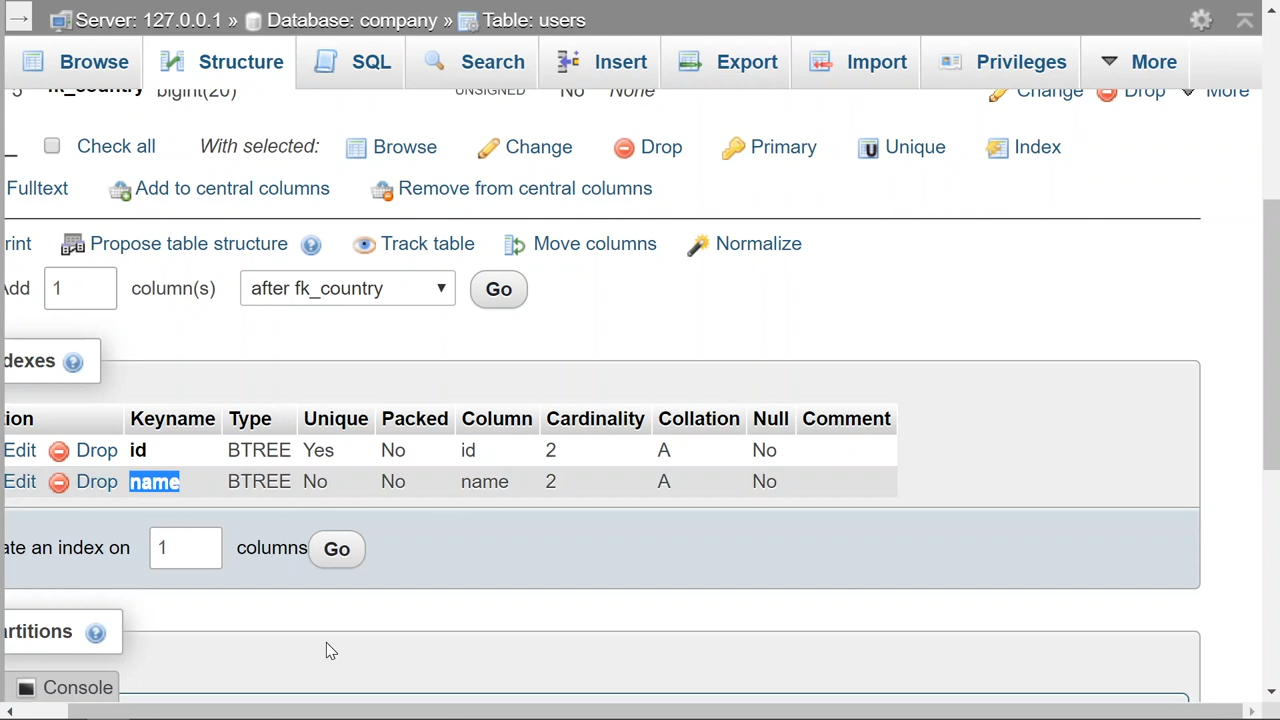 Server: 127.0.0.1 » Database: company » Table: users
Browse Structure SQL Search Insert Export Import Privileges More
5 fk_country bigint(20) UNSIGNED No None Change Drop More
Check all With selected: Browse Change Drop Primary Unique Index
Fulltext Add to central columns Remove from central columns
rint Propose table structure Track table Move columns Normalize
dd 1 column(s) after fk_country Go
dexes
tion Keyname Type Unique Packed Column Cardinality Collation Null Comment
Edit Drop id BTREE Yes No id 2 A No
Edit Drop name BTREE No No name 2 A No
ate an index on 1 columns Go
artitions
Console